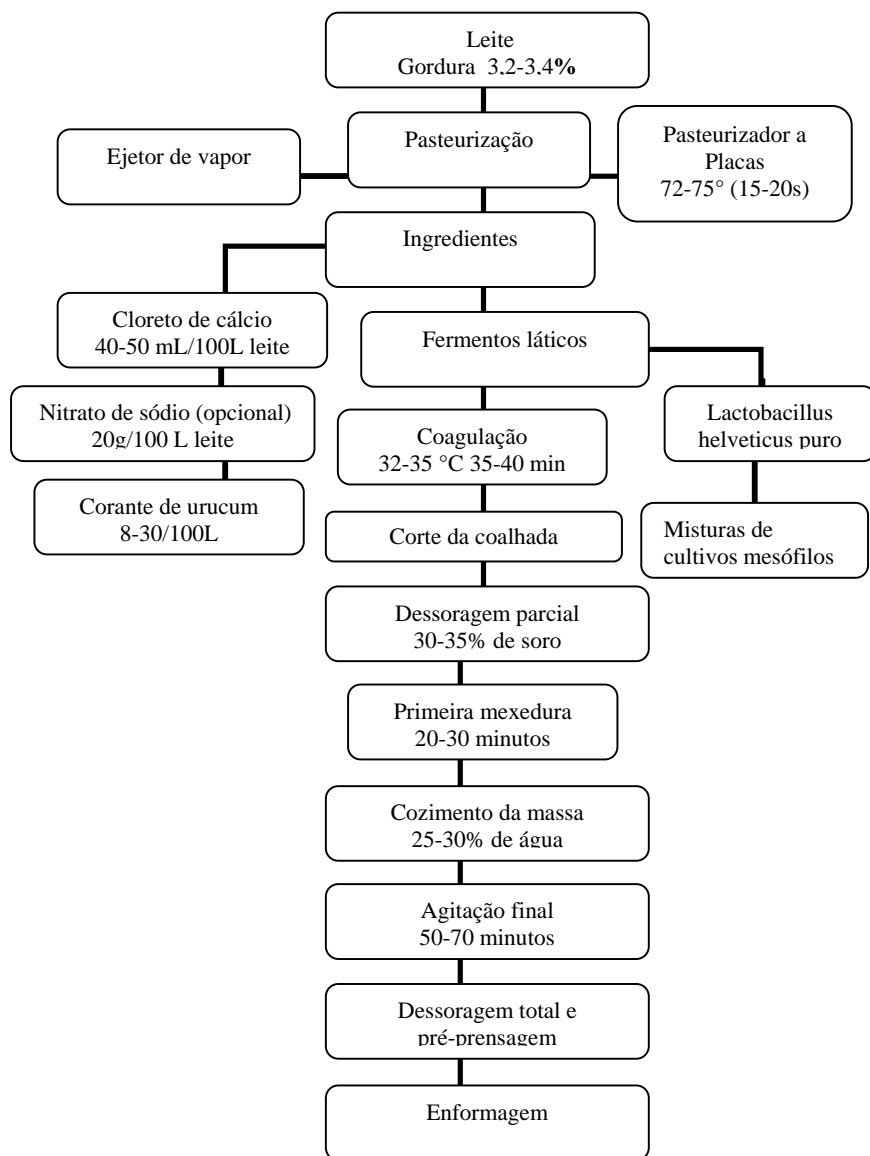 Leite
Gordura 3,2-3,4%
Ejetor de vapor
Pasteurização
Pasteurizador a
Placas
72-75° (15-20s)
Ingredientes
Cloreto de cálcio
40-50 mL/100L leite
Fermentos láticos
Nitrato de sódio (opcional)
20g/100 L leite
Coagulação
32-35 °C 35-40 min
Lactobacillus
helveticus puro
Corante de urucum
8-30/100L
Corte da coalhada
Misturas de
cultivos mesófilos
Dessoragem parcial
30-35% de soro
Primeira mexedura
20-30 minutos
Cozimento da massa
25-30% de água
Agitação final
50-70 minutos
Dessoragem total e
pré-prensagem
Enformagem